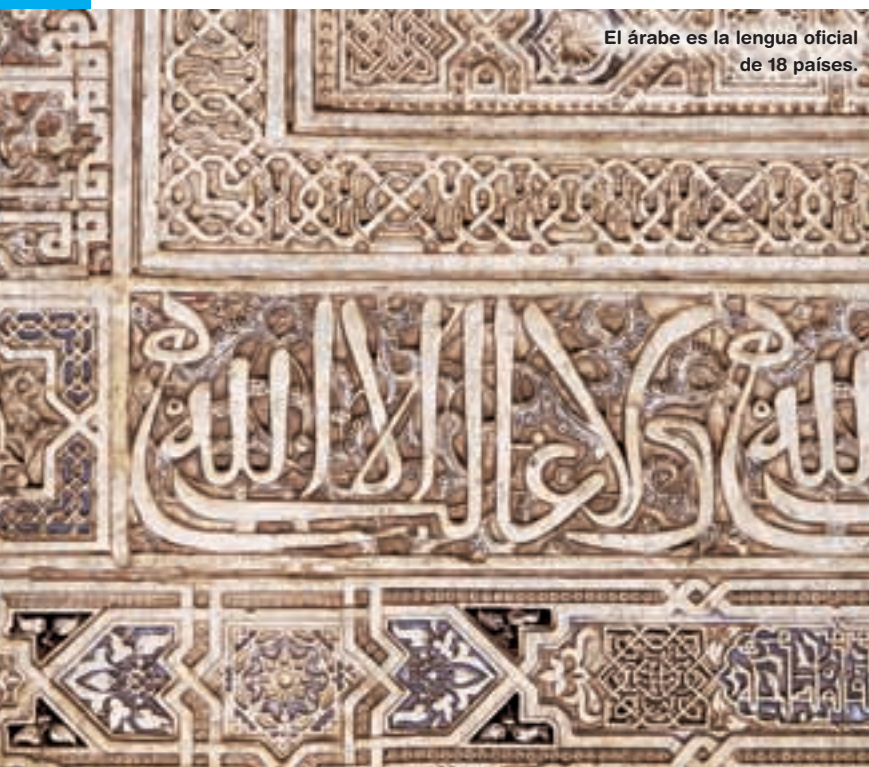 El árabe es la lengua oficial
de 18 países.
ولا غالب الا الله